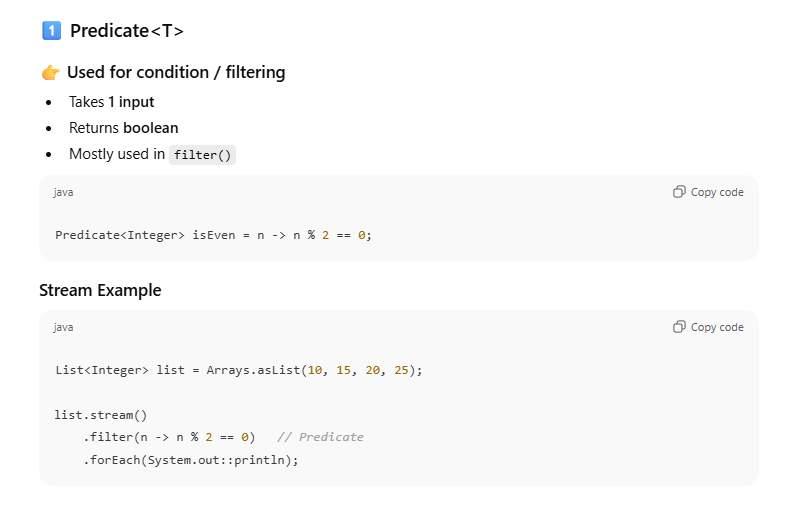 1️⃣ Predicate<T>
👉 Used for condition / filtering
• Takes 1 input
• Returns boolean
• Mostly used in filter()
java
Copy code
Predicate<Integer> isEven = n -> n % 2 == 0;
Stream Example
java
Copy code
List<Integer> list = Arrays.asList(10, 15, 20, 25);
list.stream()
    .filter(n -> n % 2 == 0)   // Predicate
    .forEach(System.out::println);